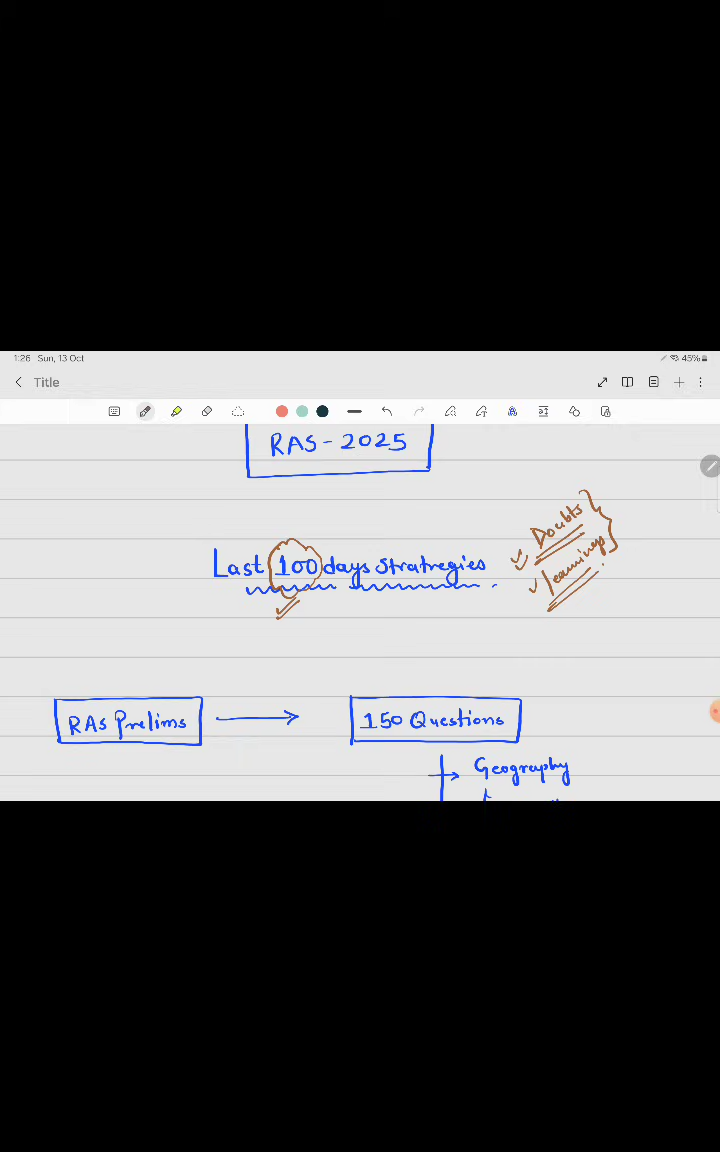 1:26 Sun, 13 Oct
45%
Title
RAS - 2025
Last 100 days Stratregies
Doubts
learnings
RAS Prelims
150 Questions
Geography